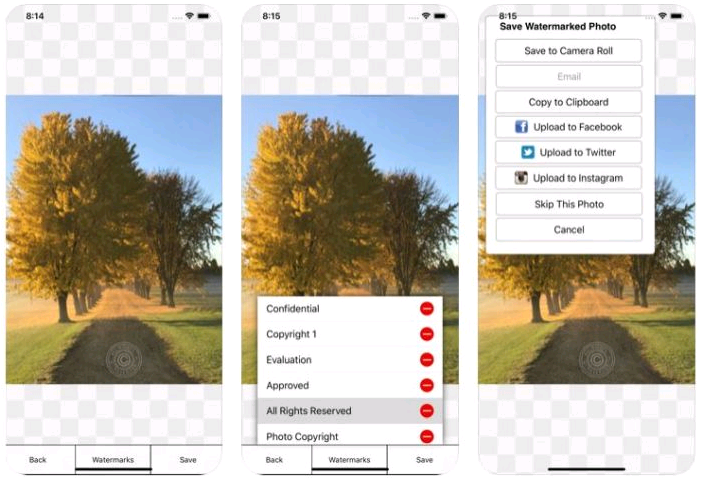 8:14
Back
Watermarks
Save
8:15
Confidential
Copyright 1
Evaluation
Approved
All Rights Reserved
Photo Copyright
Back
Watermarks
Save
8:15
Save Watermarked Photo
Save to Camera Roll
Email
Copy to Clipboard
Upload to Facebook
Upload to Twitter
Upload to Instagram
Skip This Photo
Cancel